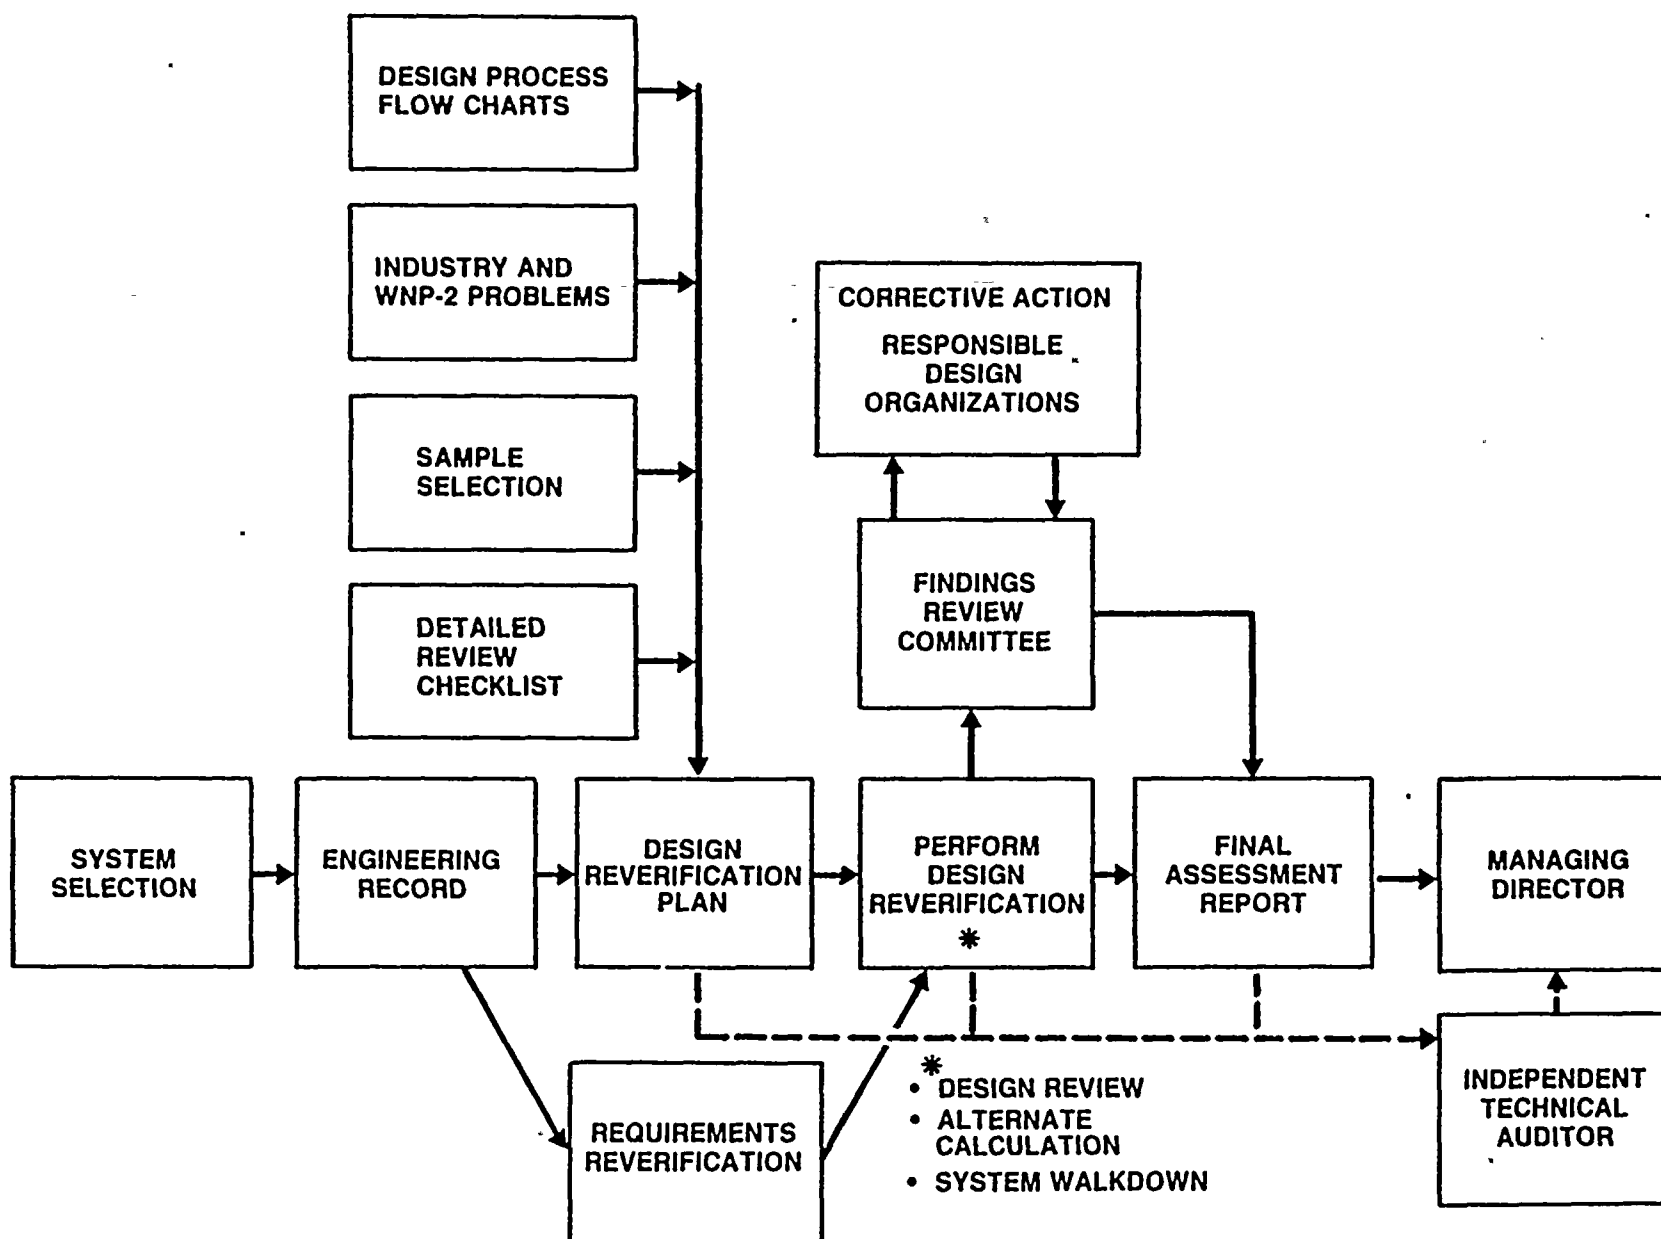 DESIGN PROCESS
FLOW CHARTS
INDUSTRY AND
WNP-2 PROBLEMS
SAMPLE
SELECTION
DETAILED
REVIEW
CHECKLIST
CORRECTIVE ACTION
RESPONSIBLE
DESIGN
ORGANIZATIONS
FINDINGS
REVIEW
COMMITTEE
SYSTEM
SELECTION
ENGINEERING
RECORD
DESIGN
REVERIFICATION
PLAN
PERFORM
DESIGN
REVERIFICATION
*
FINAL
ASSESSMENT
REPORT
MANAGING
DIRECTOR
REQUIREMENTS
REVERIFICATION
*
• DESIGN REVIEW
• ALTERNATE
CALCULATION
• SYSTEM WALKDOWN
INDEPENDENT
TECHNICAL
AUDITOR